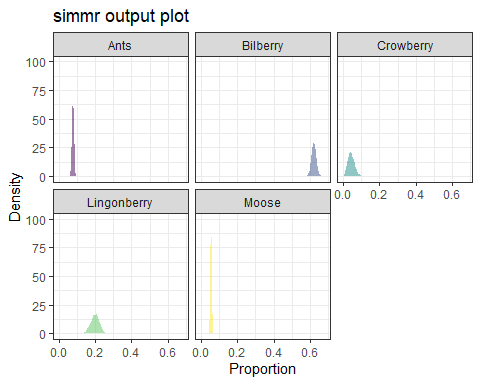 simmr output plot
Ants Bilberry Crowberry
100
75
50
25
0
0.0 0.2 0.4 0.6
Density
Lingonberry Moose
100
75
50
25
0
0.0 0.2 0.4 0.6 0.0 0.2 0.4 0.6
Proportion